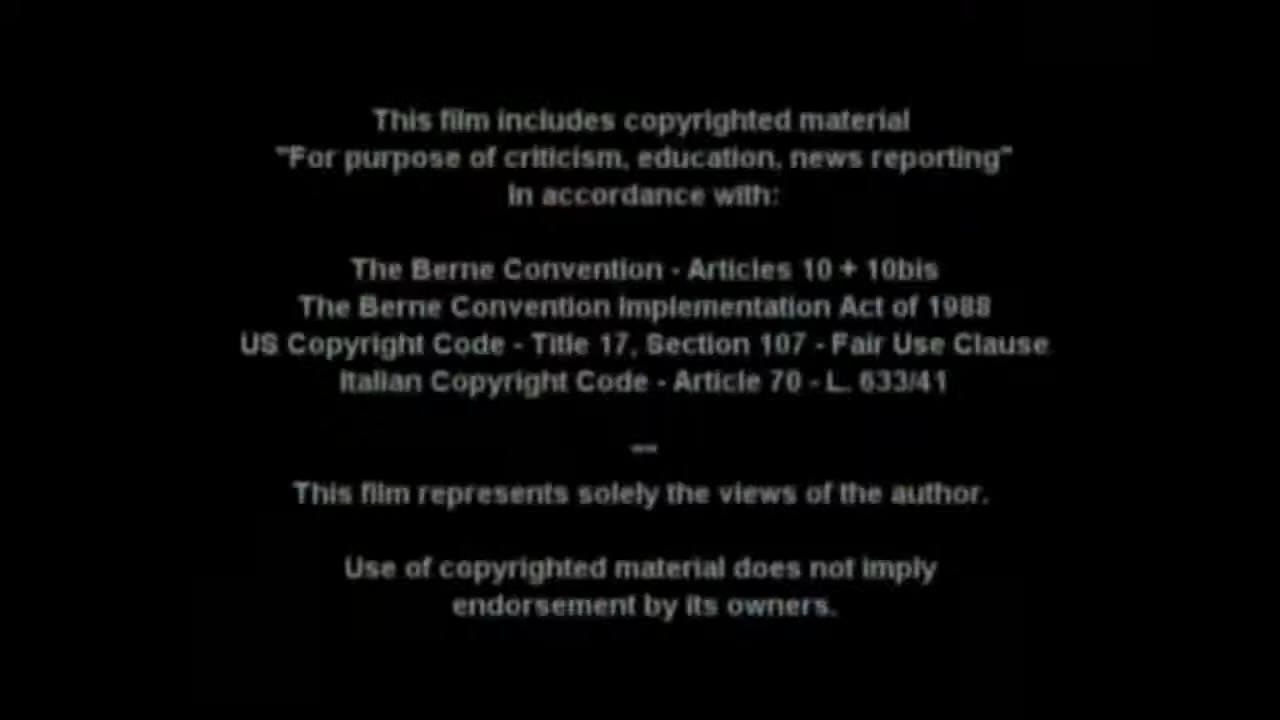 This film includes copyrighted material
"For purpose of criticism, education, news reporting"
In accordance with:
The Berne Convention - Articles 10 + 10bis
The Berne Convention Implementation Act of 1988
US Copyright Code - Title 17, Section 107 - Fair Use Clause
Italian Copyright Code - Article 70 - L. 633/41
--
This film represents solely the views of the author.
Use of copyrighted material does not imply
endorsement by its owners.